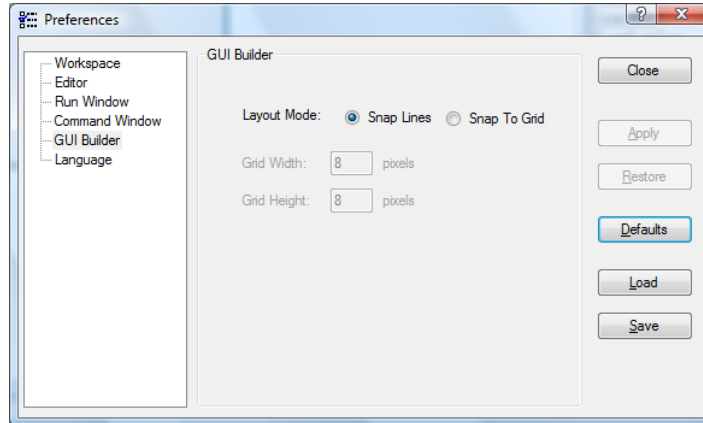 Preferences
?
Workspace
Editor
Run Window
Command Window
GUI Builder
Language
GUI Builder
Layout Mode: Snap Lines Snap To Grid
Grid Width: 8 pixels
Grid Height: 8 pixels
Close
Apply
Restore
Defaults
Load
Save